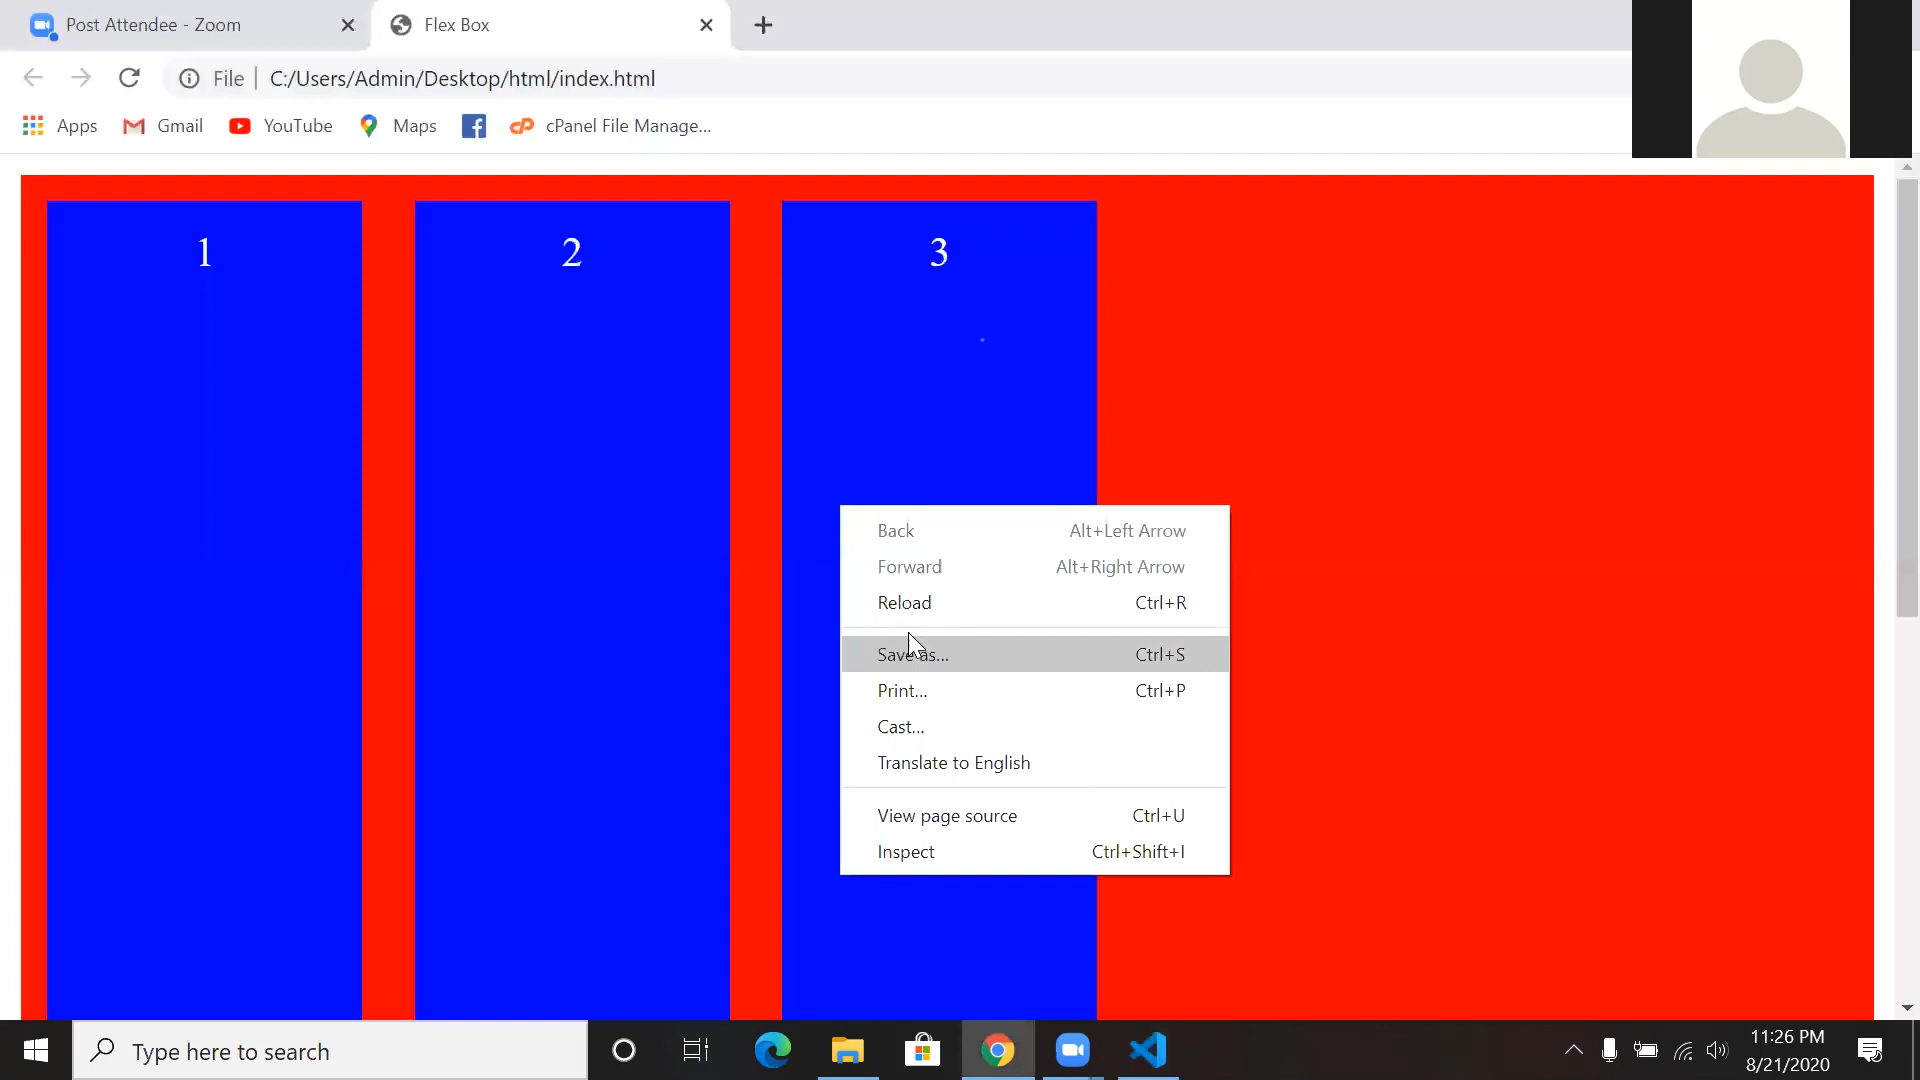 Post Attendee - Zoom
Flex Box
File
C:/Users/Admin/Desktop/html/index.html
Apps
Gmail
YouTube
Maps
cPanel File Manage...
1
2
3
Back Alt+Left Arrow
Forward Alt+Right Arrow
Reload Ctrl+R
Save as... Ctrl+S
Print... Ctrl+P
Cast...
Translate to English
View page source Ctrl+U
Inspect Ctrl+Shift+I
Type here to search
11:26 PM
8/21/2020